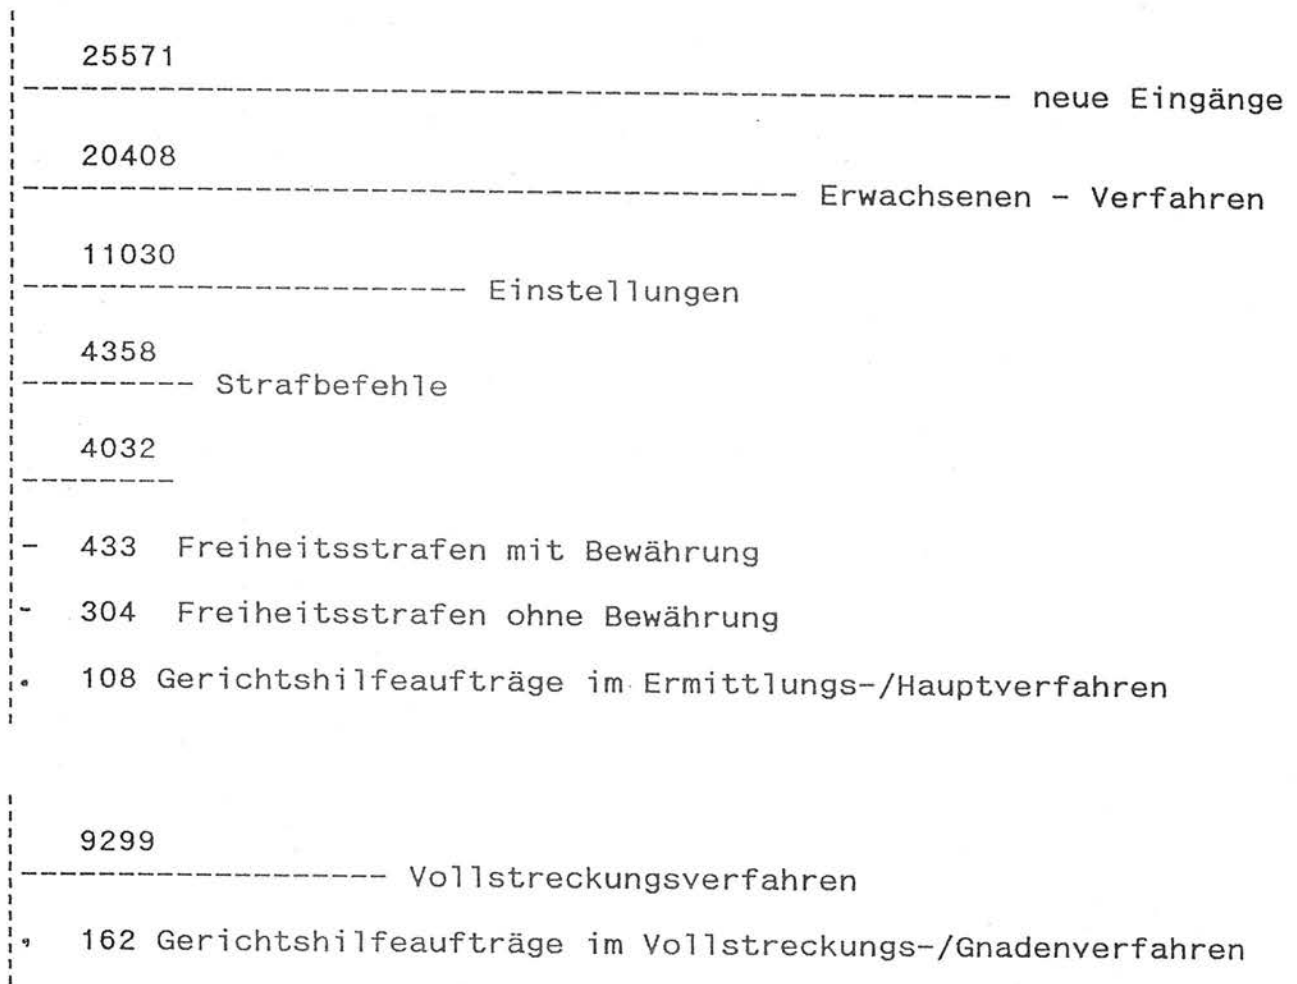 25571
neue Eingänge
20408
Erwachsenen - Verfahren
11030
Einstellungen
4358
Strafbefehle
4032
- 433 Freiheitsstrafen mit Bewährung
- 304 Freiheitsstrafen ohne Bewährung
108 Gerichtshilfeaufträge im Ermittlungs-/Hauptverfahren
9299
Vollstreckungsverfahren
162 Gerichtshilfeaufträge im Vollstreckungs-/Gnadenverfahren